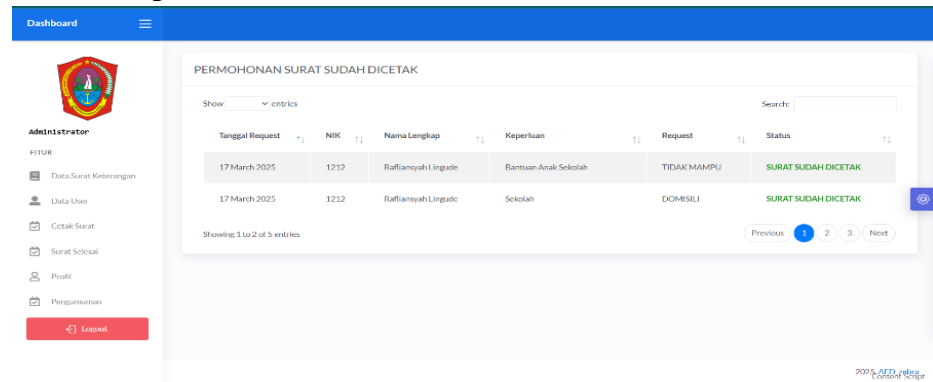 Dashboard
PERMOHONAN SURAT SUDAH DICETAK
Show entries
Search:
Administrator
FITUR
Tanggal Request NIK Nama Lengkap Keperluan Request Status
17 March 2025 1212 Rafliansyah Lingude Bantuan Anak Sekolah TIDAK MAMPU SURAT SUDAH DICETAK
17 March 2025 1212 Rafliansyah Lingude Sekolah DOMISILI SURAT SUDAH DICETAK
Showing 1 to 2 of 5 entries
Previous 1 2 3 Next
Data Surat Keterangan
Data User
Cetak Surat
Surat Selesai
Profil
Pengumuman
Logout
2025,
Content Script